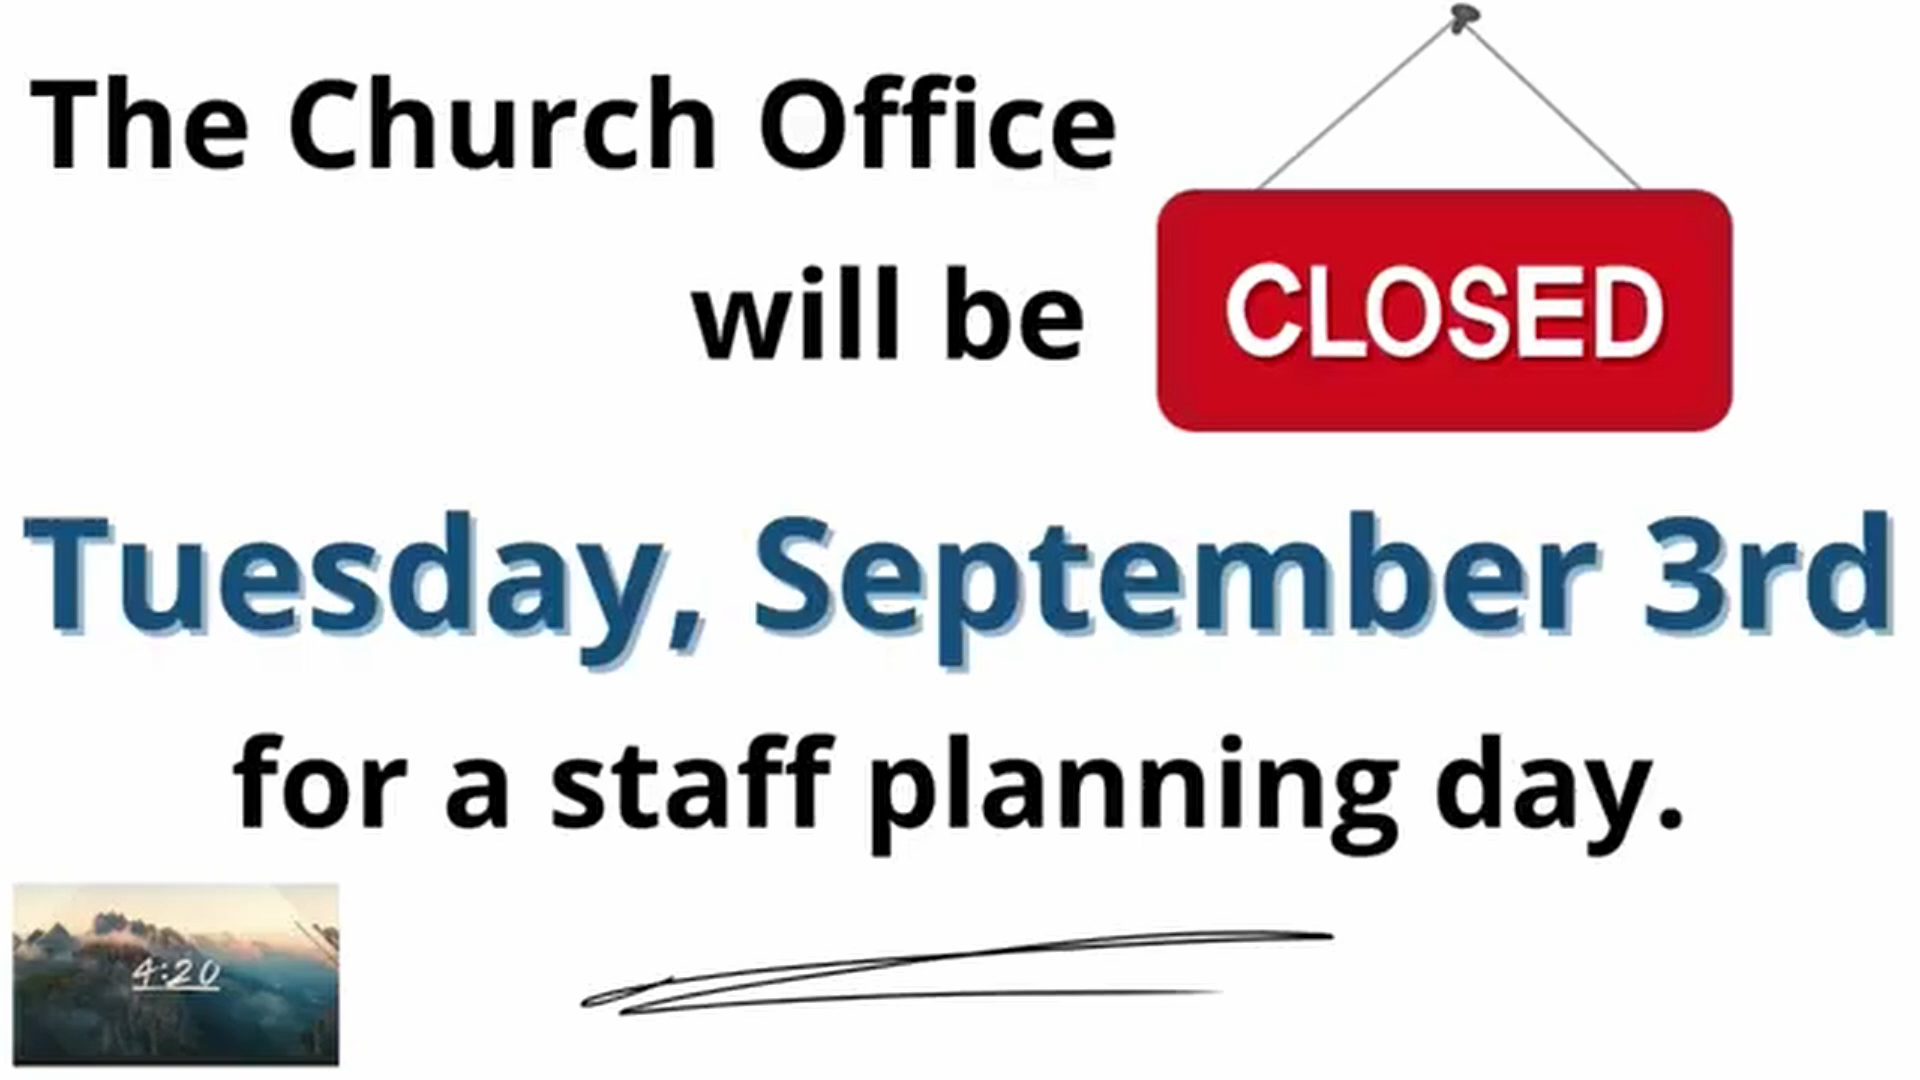 The Church Office
will be CLOSED
Tuesday, September 3rd
for a staff planning day.
4:20